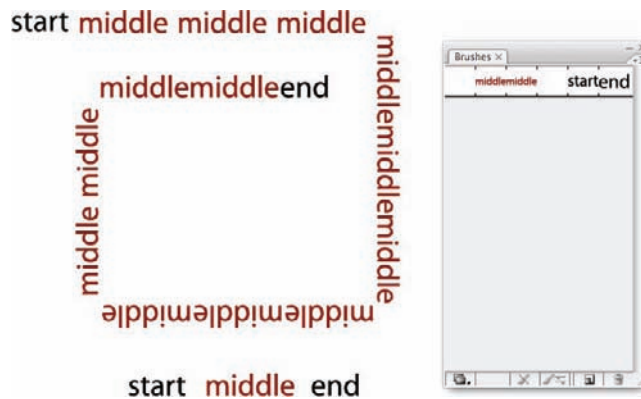 start middle middle middle
middlemiddlemiddle
middlemiddlemiddle
middle middle
middlemiddleend
start middle end
Brushes ×
middlemiddle startend